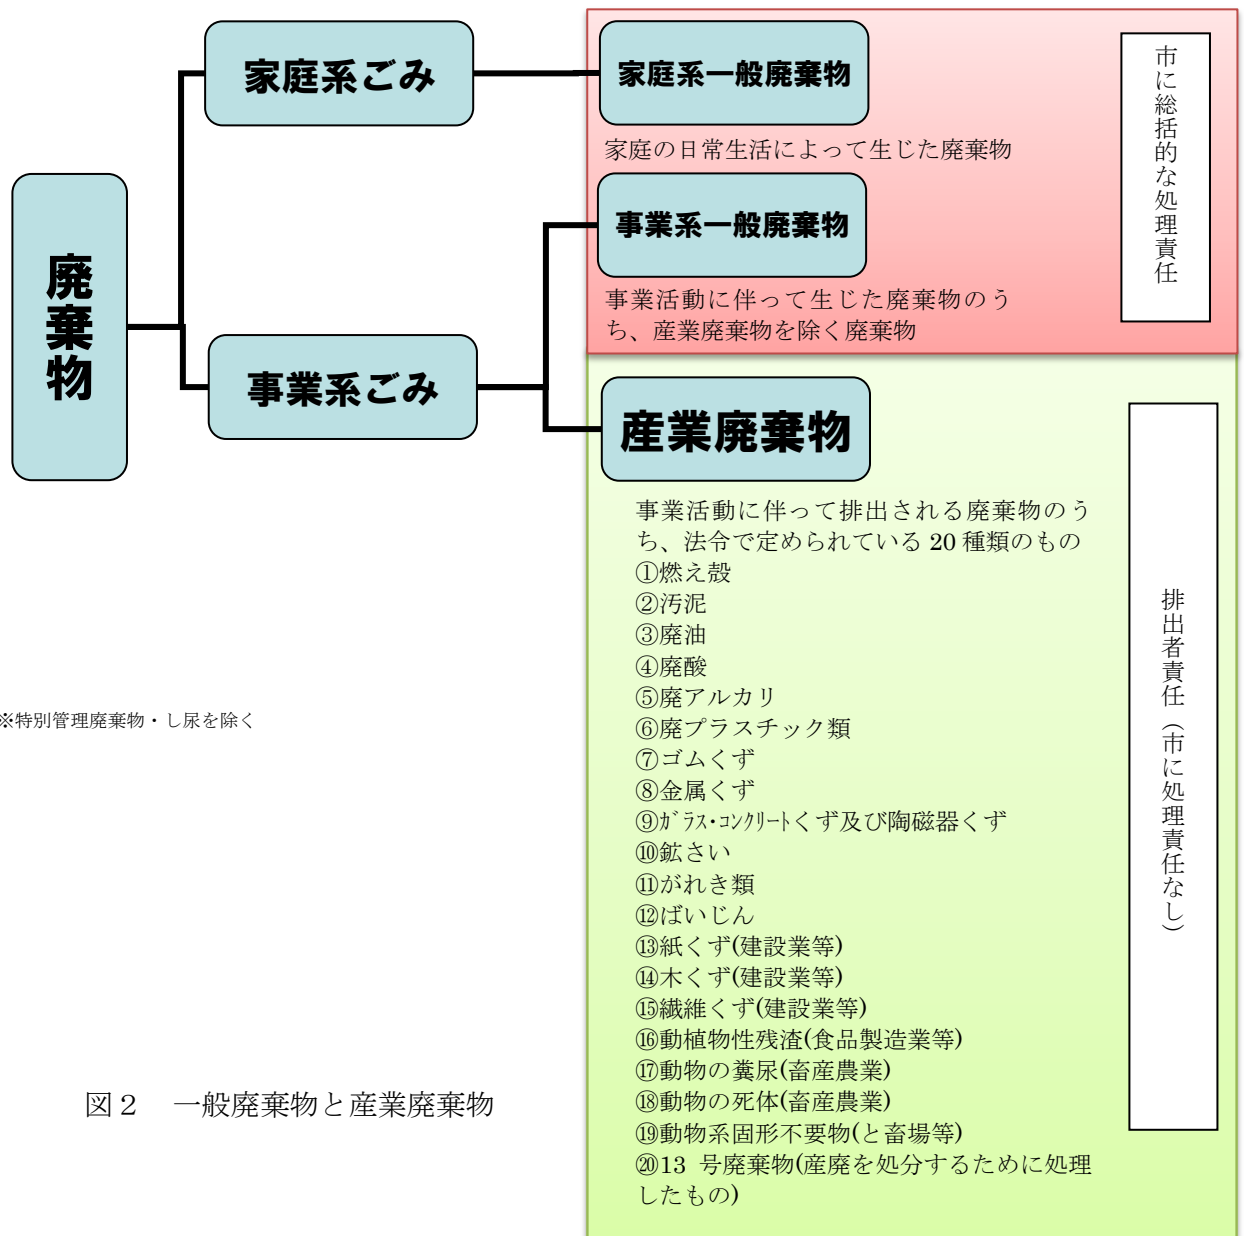 廃棄物
家庭系ごみ
家庭系一般廃棄物
家庭の日常生活によって生じた廃棄物
事業系ごみ
事業系一般廃棄物
事業活動に伴って生じた廃棄物のう
ち、産業廃棄物を除く廃棄物
市に総括的な処理責任
産業廃棄物
事業活動に伴って排出される廃棄物のう
ち、法令で定められている 20 種類のもの
①燃え殻
②汚泥
③廃油
④廃酸
⑤廃アルカリ
⑥廃プラスチック類
⑦ゴムくず
⑧金属くず
⑨ｶﾞﾗｽ・ｺﾝｸﾘｰﾄくず及び陶磁器くず
⑩鉱さい
⑪がれき類
⑫ばいじん
⑬紙くず(建設業等)
⑭木くず(建設業等)
⑮繊維くず(建設業等)
⑯動植物性残渣(食品製造業等)
⑰動物の糞尿(畜産農業)
⑱動物の死体(畜産農業)
⑲動物系固形不要物(と畜場等)
⑳13 号廃棄物(産廃を処分するために処理
したもの)
排出者責任（市に処理責任なし）
※特別管理廃棄物・し尿を除く
図２　一般廃棄物と産業廃棄物